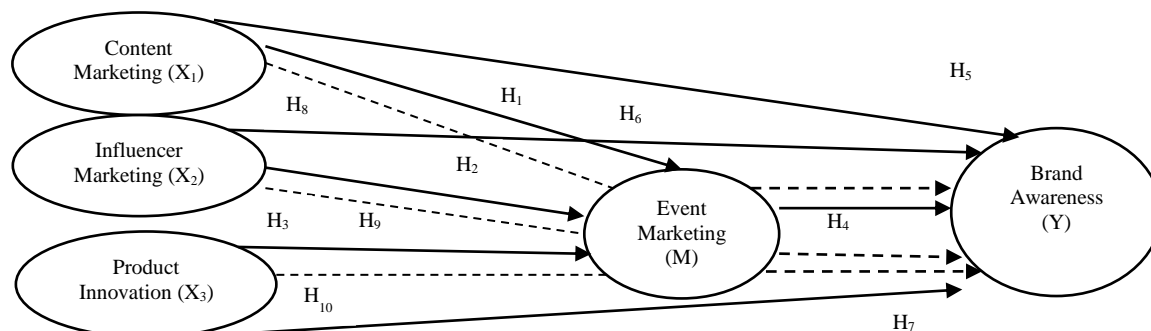 Content
Marketing (X₁)
H₅
H₁
H₈
H₆
Influencer
Marketing (X₂)
H₂
Brand
Awareness
(Y)
Event
Marketing
(M)
H₃
H₉
H₄
Product
Innovation (X₃)
H₁₀
H₇